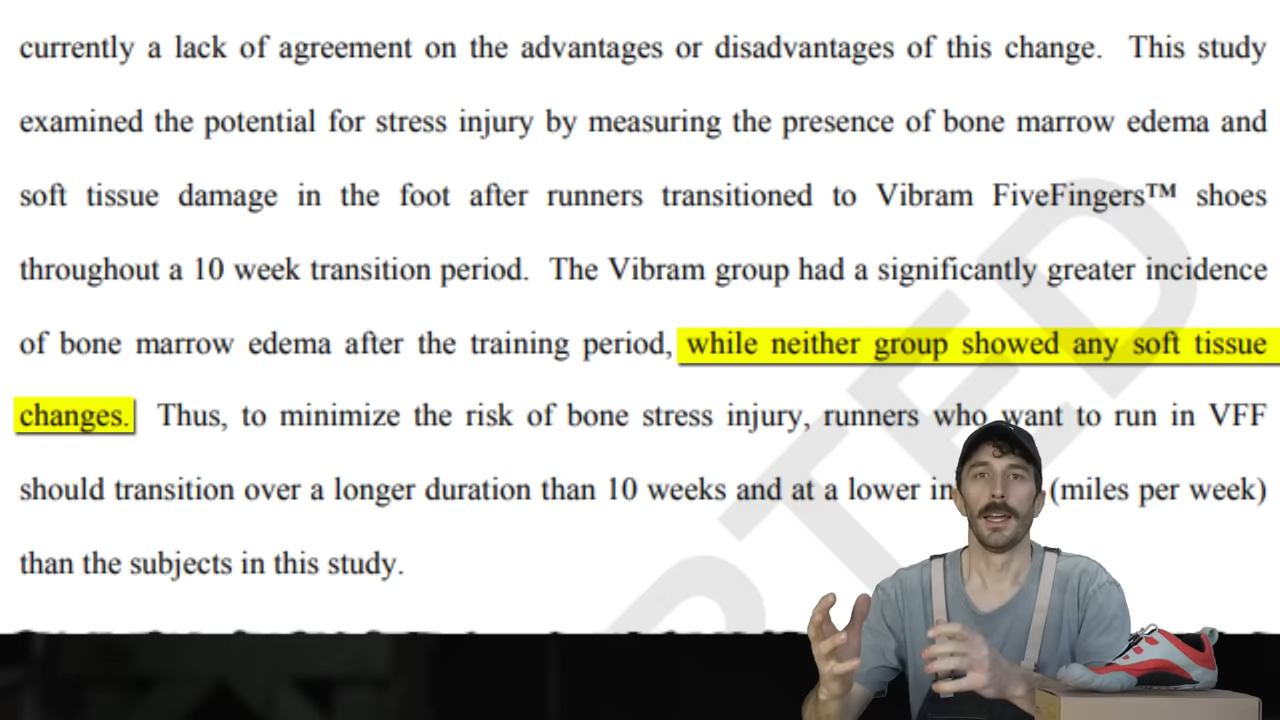 currently a lack of agreement on the advantages or disadvantages of this change. This study
examined the potential for stress injury by measuring the presence of bone marrow edema and
soft tissue damage in the foot after runners transitioned to Vibram FiveFingers™ shoes
throughout a 10 week transition period. The Vibram group had a significantly greater incidence
of bone marrow edema after the training period, while neither group showed any soft tissue
changes. Thus, to minimize the risk of bone stress injury, runners who want to run in VFF
should transition over a longer duration than 10 weeks and at a lower (miles per week)
than the subjects in this study.